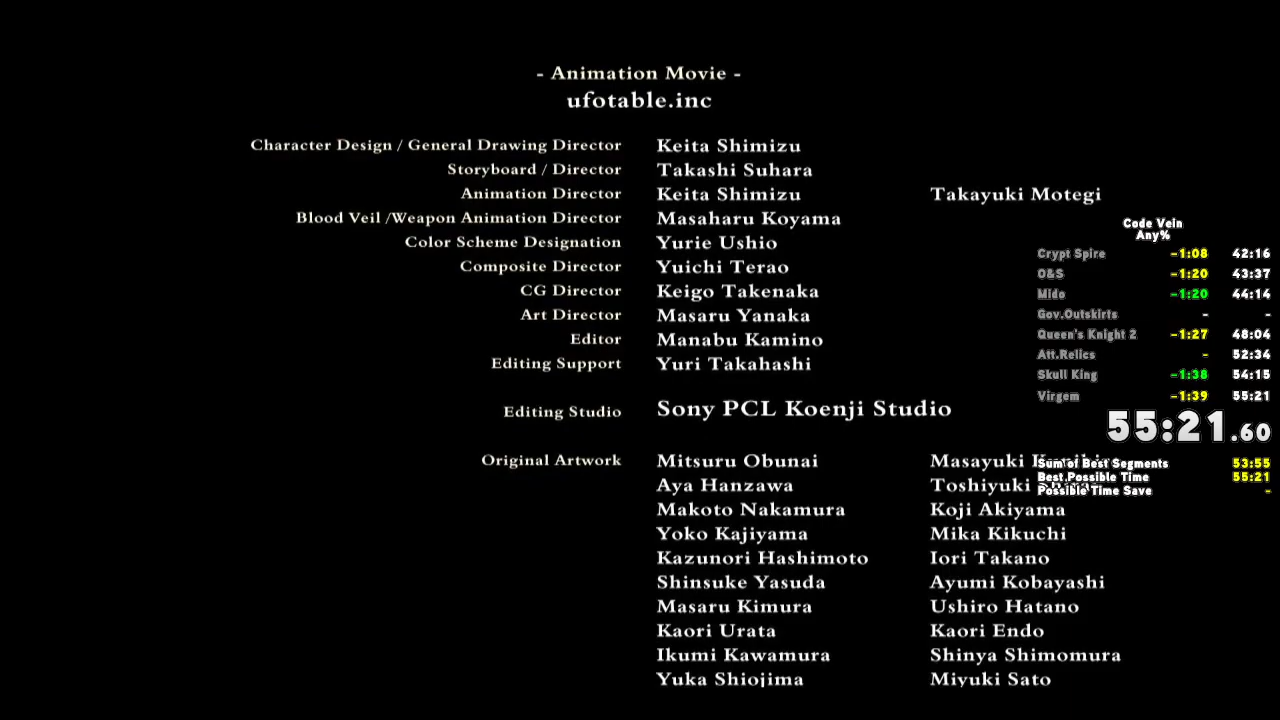 - Animation Movie -
ufotable.inc
Character Design / General Drawing Director Keita Shimizu
Storyboard / Director Takashi Suhara
Animation Director Keita Shimizu Takayuki Motegi
Blood Veil /Weapon Animation Director Masaharu Koyama
Color Scheme Designation Yurie Ushio
Composite Director Yuichi Terao
CG Director Keigo Takenaka
Art Director Masaru Yanaka
Editor Manabu Kamino
Editing Support Yuri Takahashi
Editing Studio Sony PCL Koenji Studio
Original Artwork Mitsuru Obunai Masayuki
Aya Hanzawa Toshiyuki
Makoto Nakamura Koji Akiyama
Yoko Kajiyama Mika Kikuchi
Kazunori Hashimoto Iori Takano
Shinsuke Yasuda Ayumi Kobayashi
Masaru Kimura Ushiro Hatano
Kaori Urata Kaori Endo
Ikumi Kawamura Shinya Shimomura
Yuka Shiojima Miyuki Sato
Code Vein
Any%
Crypt Spire -1:08 42:16
O&S -1:20 43:37
Mido -1:20 44:14
Gov.Outskirts - -
Queen's Knight 2 -1:27 48:04
Att.Relics - 52:34
Skull King -1:38 54:15
Virgem -1:39 55:21
55:21.60
Sum of Best Segments 53:55
Best Possible Time 55:21
Possible Time Save -